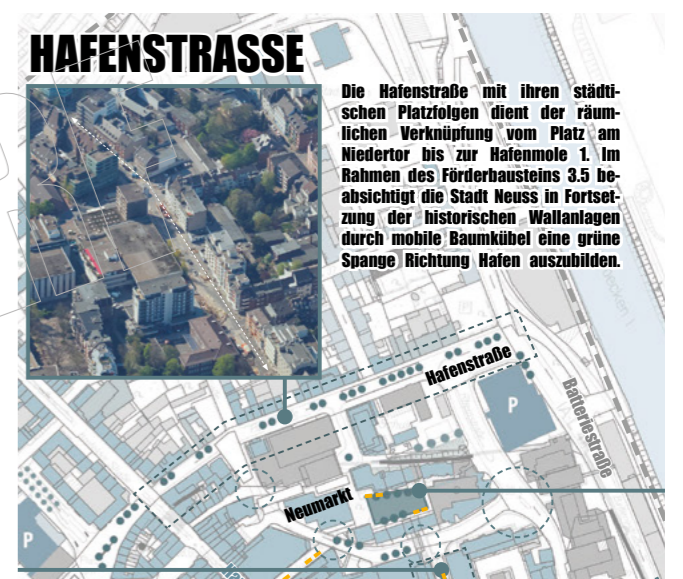 HAFENSTRASSE
Die Hafenstraße mit ihren städti-
schen Platzfolgen dient der räum-
lichen Verknüpfung vom Platz am
Niedertor bis zur Hafenmole 1. Im
Rahmen des Förderbausteins 3.5 be-
absichtigt die Stadt Neuss in Fortset-
zung der historischen Wallanlagen
durch mobile Baumkübel eine grüne
Spange Richtung Hafen auszubilden.
Hafenstraße
Batteriestraße
P
Neumarkt
P